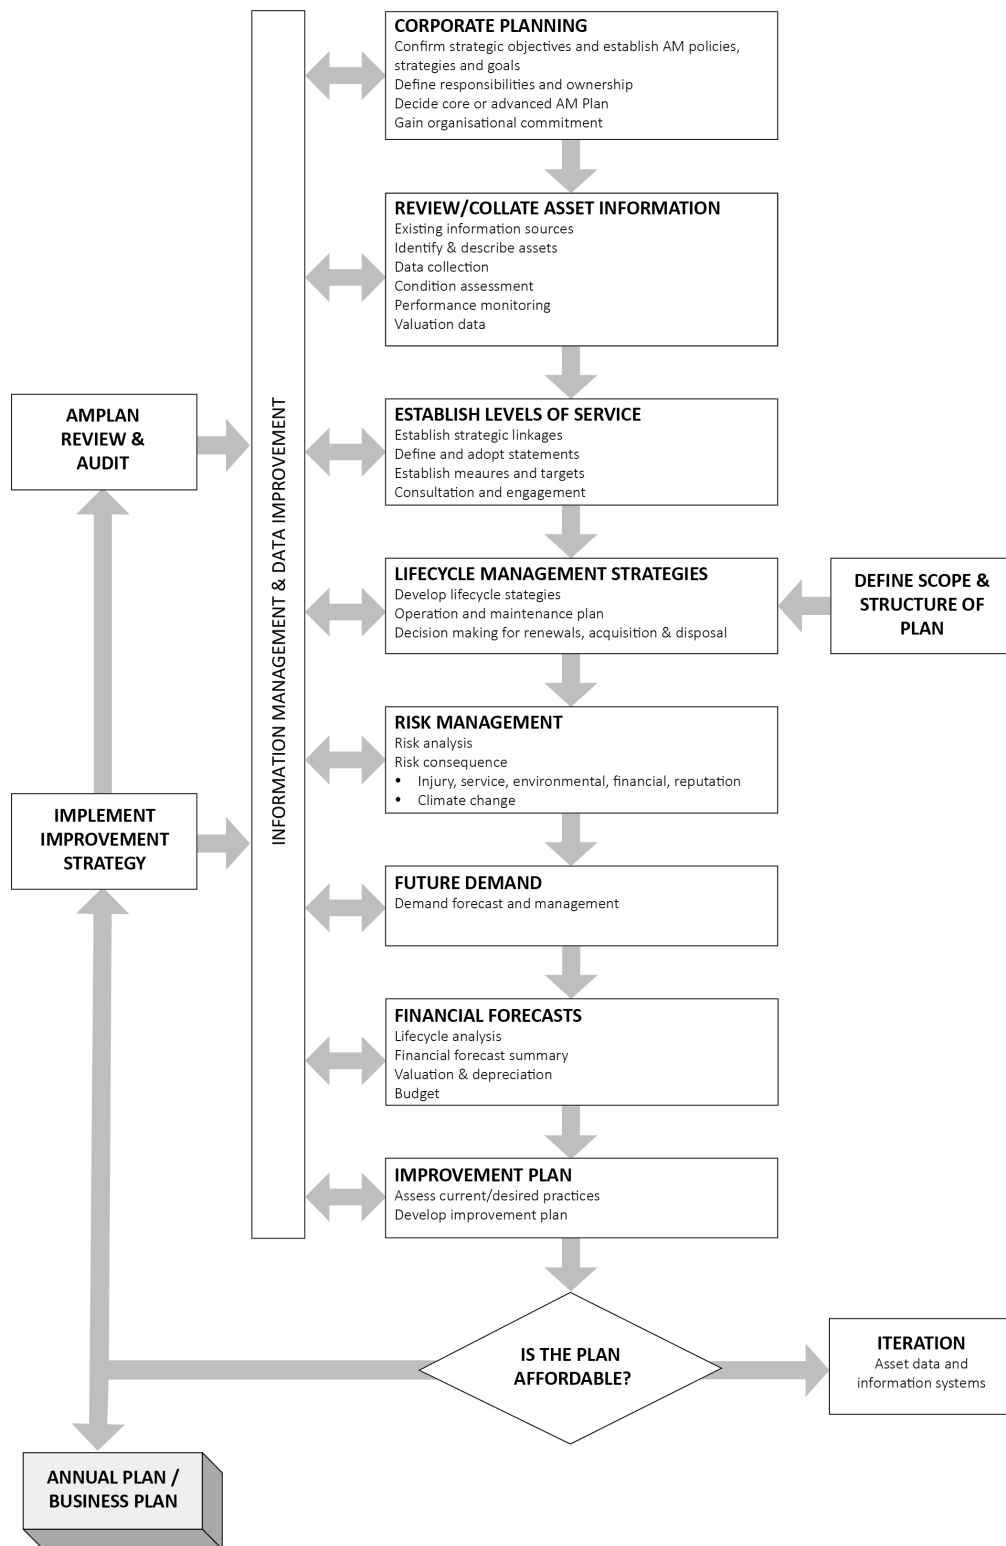 CORPORATE PLANNING
Confirm strategic objectives and establish AM policies,
strategies and goals
Define responsibilities and ownership
Decide core or advanced AM Plan
Gain organisational commitment
REVIEW/COLLATE ASSET INFORMATION
Existing information sources
Identify & describe assets
Data collection
Condition assessment
Performance monitoring
Valuation data
AMPLAN
REVIEW &
AUDIT
INFORMATION MANAGEMENT & DATA IMPROVEMENT
ESTABLISH LEVELS OF SERVICE
Establish strategic linkages
Define and adopt statements
Establish meaures and targets
Consultation and engagement
LIFECYCLE MANAGEMENT STRATEGIES
Develop lifecycle stategies
Operation and maintenance plan
Decision making for renewals, acquisition & disposal
DEFINE SCOPE &
STRUCTURE OF
PLAN
RISK MANAGEMENT
Risk analysis
Risk consequence
• Injury, service, environmental, financial, reputation
• Climate change
IMPLEMENT
IMPROVEMENT
STRATEGY
FUTURE DEMAND
Demand forecast and management
FINANCIAL FORECASTS
Lifecycle analysis
Financial forecast summary
Valuation & depreciation
Budget
IMPROVEMENT PLAN
Assess current/desired practices
Develop improvement plan
IS THE PLAN
AFFORDABLE?
ITERATION
Asset data and
information systems
ANNUAL PLAN /
BUSINESS PLAN